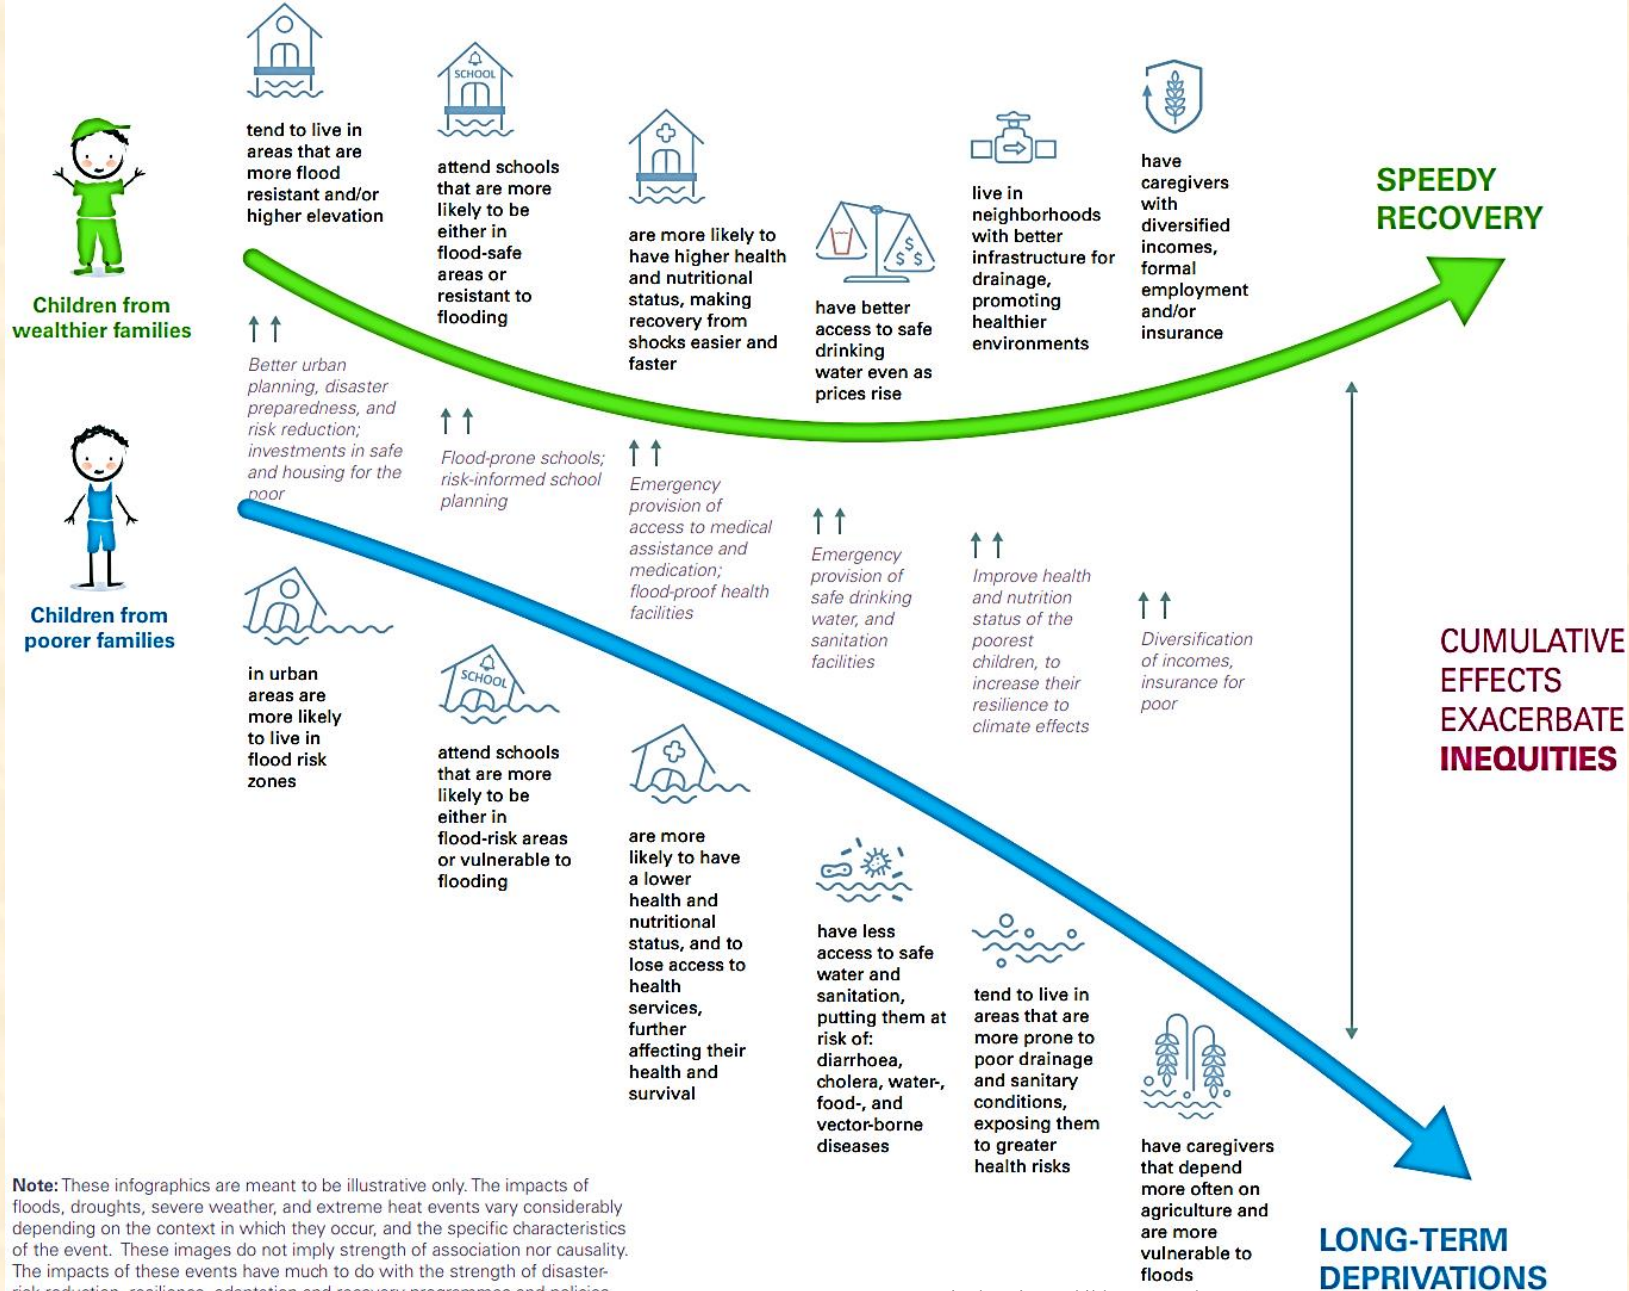 tend to live in
areas that are
more flood
resistant and/or
higher elevation
SCHOOL
attend schools
that are more
likely to be
either in
flood-safe
areas or
resistant to
flooding
are more likely to
have higher health
and nutritional
status, making
recovery from
shocks easier and
faster
$
$ $
have better
access to safe
drinking
water even as
prices rise
live in
neighborhoods
with better
infrastructure for
drainage,
promoting
healthier
environments
have
caregivers
with
diversified
incomes,
formal
employment
and/or
insurance
SPEEDY
RECOVERY
Children from
wealthier families
Better urban
planning, disaster
preparedness, and
risk reduction;
investments in safe
and housing for the
poor
Flood-prone schools;
risk-informed school
planning
Emergency
provision of
access to medical
assistance and
medication;
flood-proof health
facilities
Emergency
provision of
safe drinking
water, and
sanitation
facilities
Improve health
and nutrition
status of the
poorest
children, to
increase their
resilience to
climate effects
Diversification
of incomes,
insurance for
poor
CUMULATIVE
EFFECTS
EXACERBATE
INEQUITIES
Children from
poorer families
in urban
areas are
more likely
to live in
flood risk
zones
SCHOOL
attend schools
that are more
likely to be
either in
flood-risk areas
or vulnerable to
flooding
are more
likely to have
a lower
health and
nutritional
status, and to
lose access to
health
services,
further
affecting their
health and
survival
have less
access to safe
water and
sanitation,
putting them at
risk of:
diarrhoea,
cholera, water-,
food-, and
vector-borne
diseases
tend to live in
areas that are
more prone to
poor drainage
and sanitary
conditions,
exposing them
to greater
health risks
have caregivers
that depend
more often on
agriculture and
are more
vulnerable to
floods
LONG-TERM
DEPRIVATIONS
Note: These infographics are meant to be illustrative only. The impacts of
floods, droughts, severe weather, and extreme heat events vary considerably
depending on the context in which they occur, and the specific characteristics
of the event. These images do not imply strength of association nor causality.
The impacts of these events have much to do with the strength of disaster-